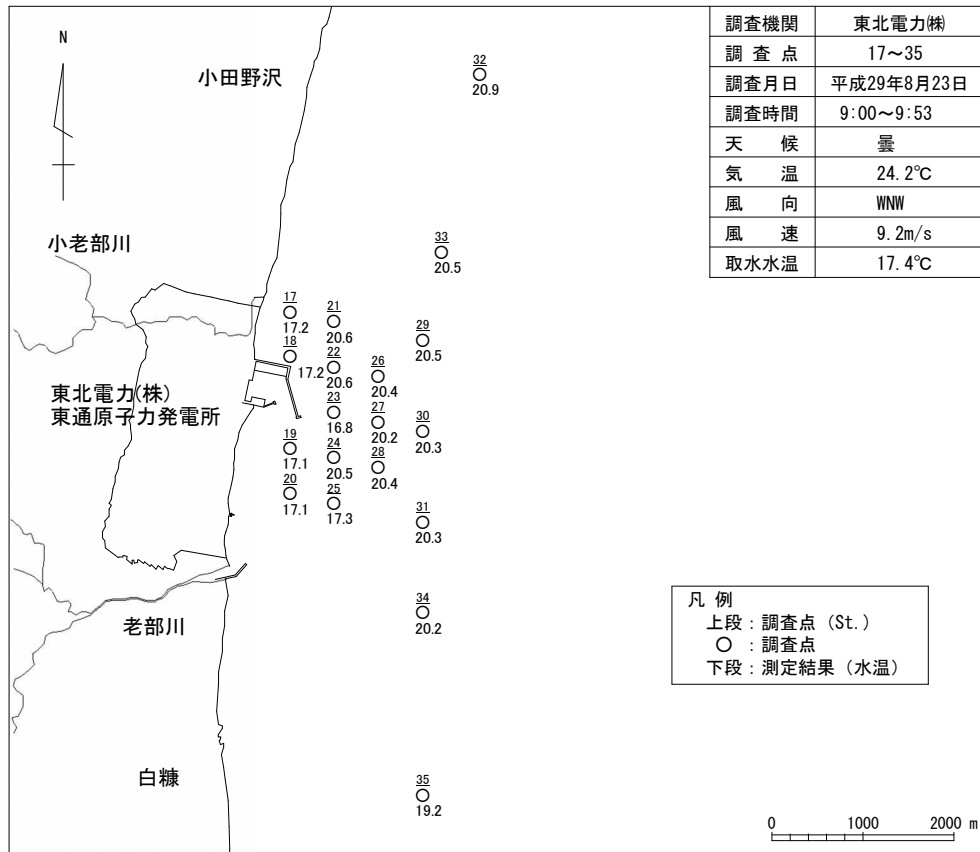 調査機関 東北電力㈱
調査点 17～35
調査月日 平成29年8月23日
調査時間 9:00～9:53
天候 曇
気温 24.2℃
風向 WNW
風速 9.2m/s
取水水温 17.4℃
N
小田野沢
32
20.9
小老部川
33
20.5
17
17.2
21
20.6
18
17.2
29
20.5
22
20.6
26
20.4
東北電力(株)
東通原子力発電所
23
16.8
27
20.2
30
20.3
19
17.1
24
20.5
28
20.4
20
17.1
25
17.3
31
20.3
老部川
34
20.2
凡 例
上段：調査点（St.）
○ ：調査点
下段：測定結果（水温）
白糠
35
19.2
0 1000 2000 m